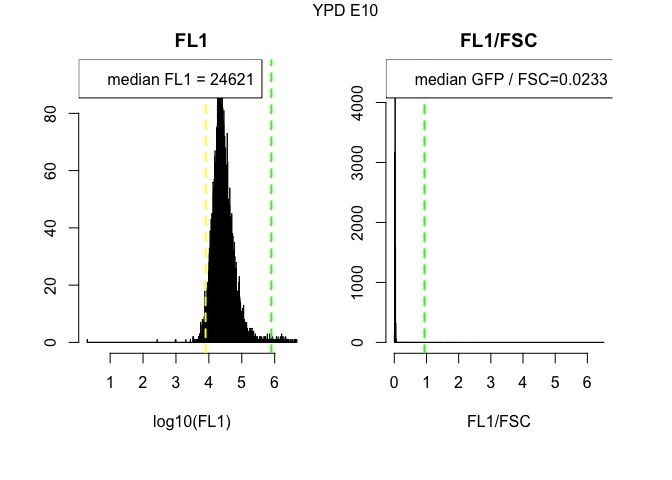 YPD E10
FL1
median FL1 = 24621
0 20 40 60 80
1 2 3 4 5 6
log10(FL1)
FL1/FSC
median GFP / FSC=0.0233
0 1000 2000 3000 4000
0 1 2 3 4 5 6
FL1/FSC